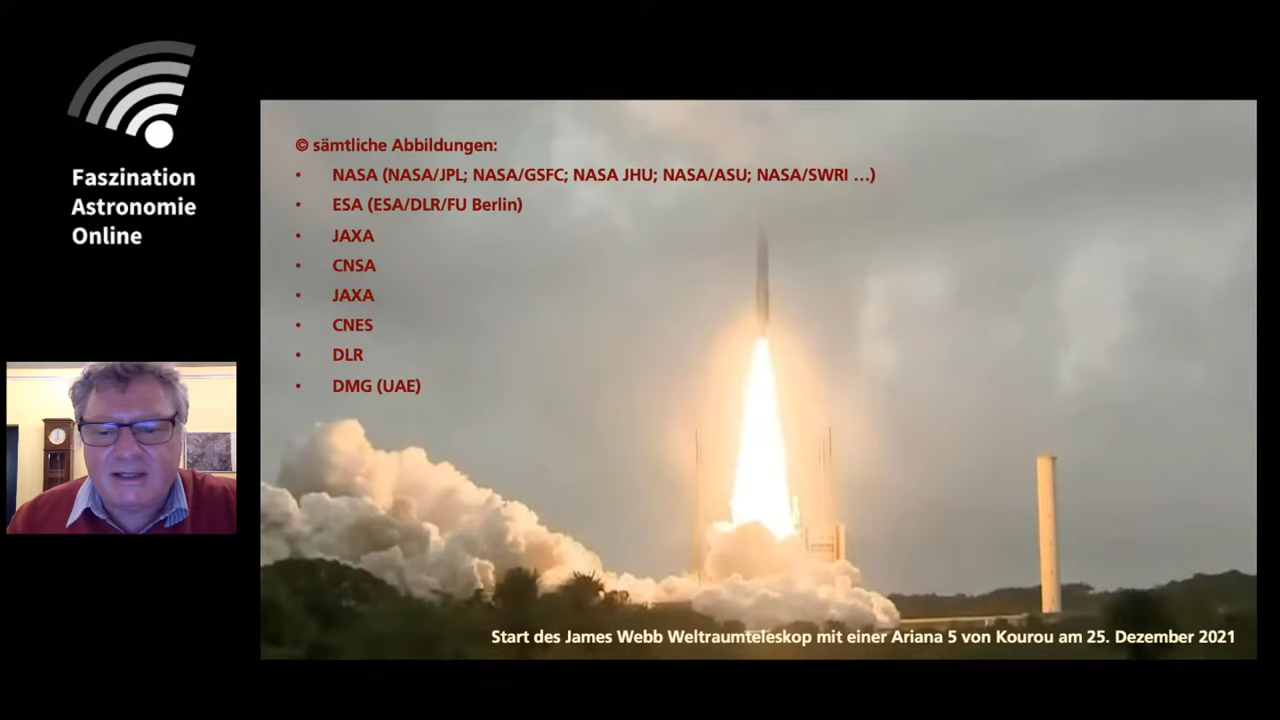 Faszination
Astronomie
Online
© sämtliche Abbildungen:
• NASA (NASA/JPL; NASA/GSFC; NASA JHU; NASA/ASU; NASA/SWRI ...)
• ESA (ESA/DLR/FU Berlin)
• JAXA
• CNSA
• JAXA
• CNES
• DLR
• DMG (UAE)
Start des James Webb Weltraumteleskop mit einer Ariana 5 von Kourou am 25. Dezember 2021